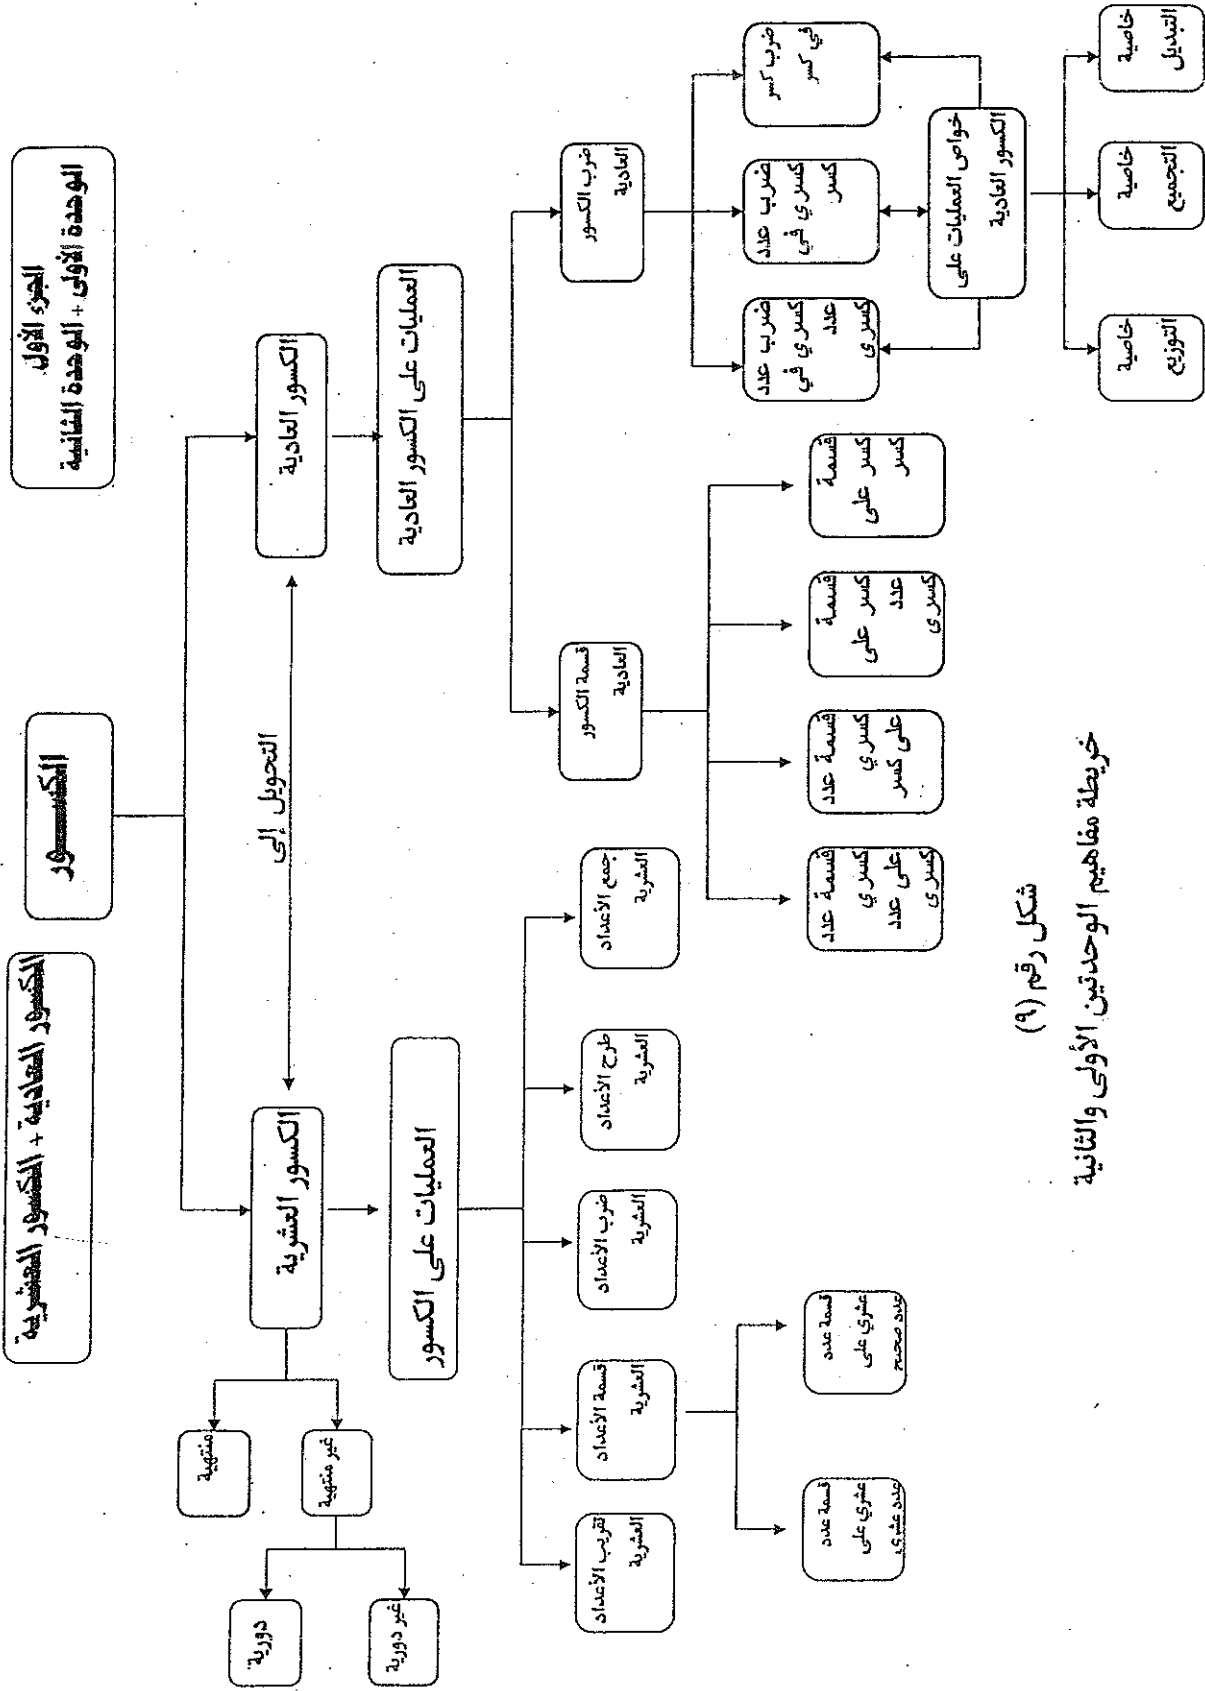 الجزء الأول
الوحدة الأولى + الوحدة الثانية
الكســـور
الكسور العادية + الكسور العشرية
الكسور العادية
التحويل إلى
الكسور العشرية
منتهية
غير منتهية
دورية
غير دورية
العمليات على الكسور العادية
العمليات على الكسور
ضرب الكسور
العادية
قسمة الكسور
العادية
جمع الأعداد
العشرية
طرح الأعداد
العشرية
ضرب الأعداد
العشرية
قسمة الأعداد
العشرية
تقريب الأعداد
العشرية
ضرب كسر
في كسر
ضرب عدد
كسري في
كسر
ضرب عدد
كسري في
عدد
كسرى
قسمة
كسر على
كسر
قسمة
كسر على
عدد
كسرى
قسمة عدد
كسري
على كسر
قسمة عدد
كسري
على عدد
كسرى
قسمة عدد
عشري على
عدد صحيح
قسمة عدد
عشري على
عدد عشري
خواص العمليات على
الكسور العادية
خاصية
التبديل
خاصية
التجميع
خاصية
التوزيع
شكل رقم (٩)
خريطة مفاهيم الوحدتين الأولى والثانية